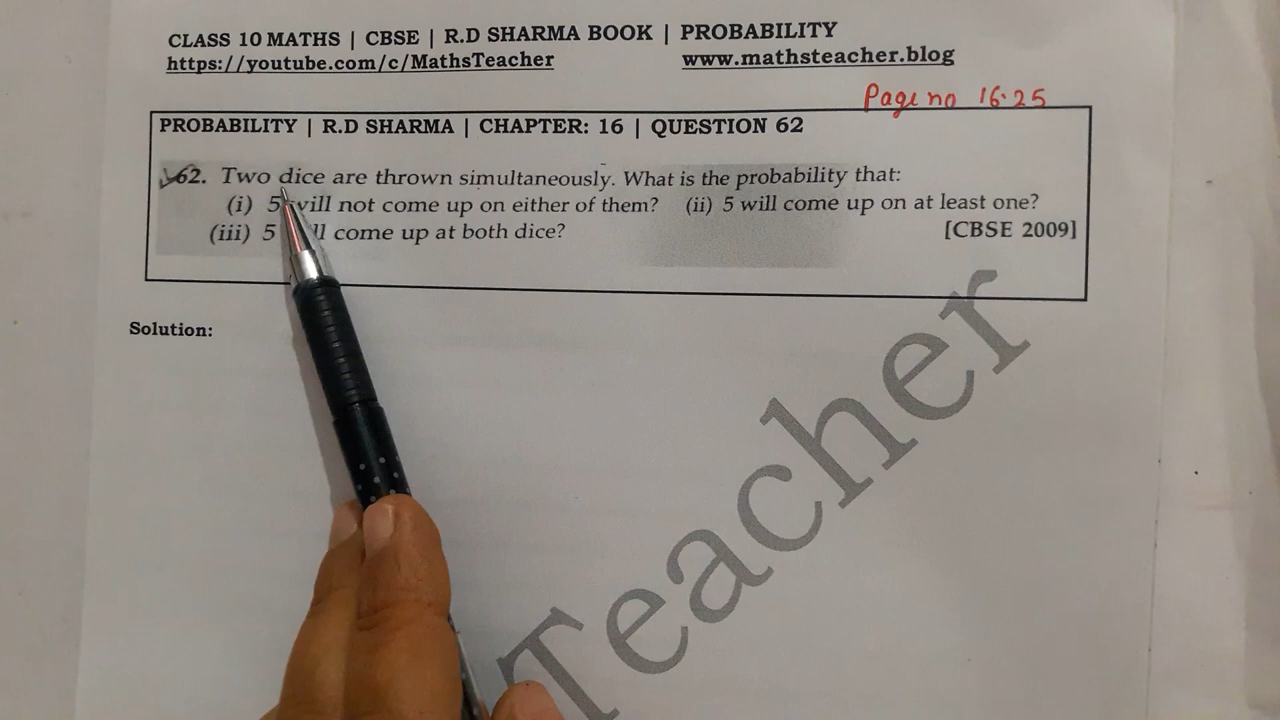 CLASS 10 MATHS | CBSE | R.D SHARMA BOOK | PROBABILITY
https://youtube.com/c/MathsTeacher www.mathsteacher.blog
Page no 16.25
PROBABILITY | R.D SHARMA | CHAPTER: 16 | QUESTION 62
62. Two dice are thrown simultaneously. What is the probability that:
(i) 5 will not come up on either of them? (ii) 5 will come up on at least one?
(iii) 5 come up at both dice? [CBSE 2009]
Solution:
Teacher